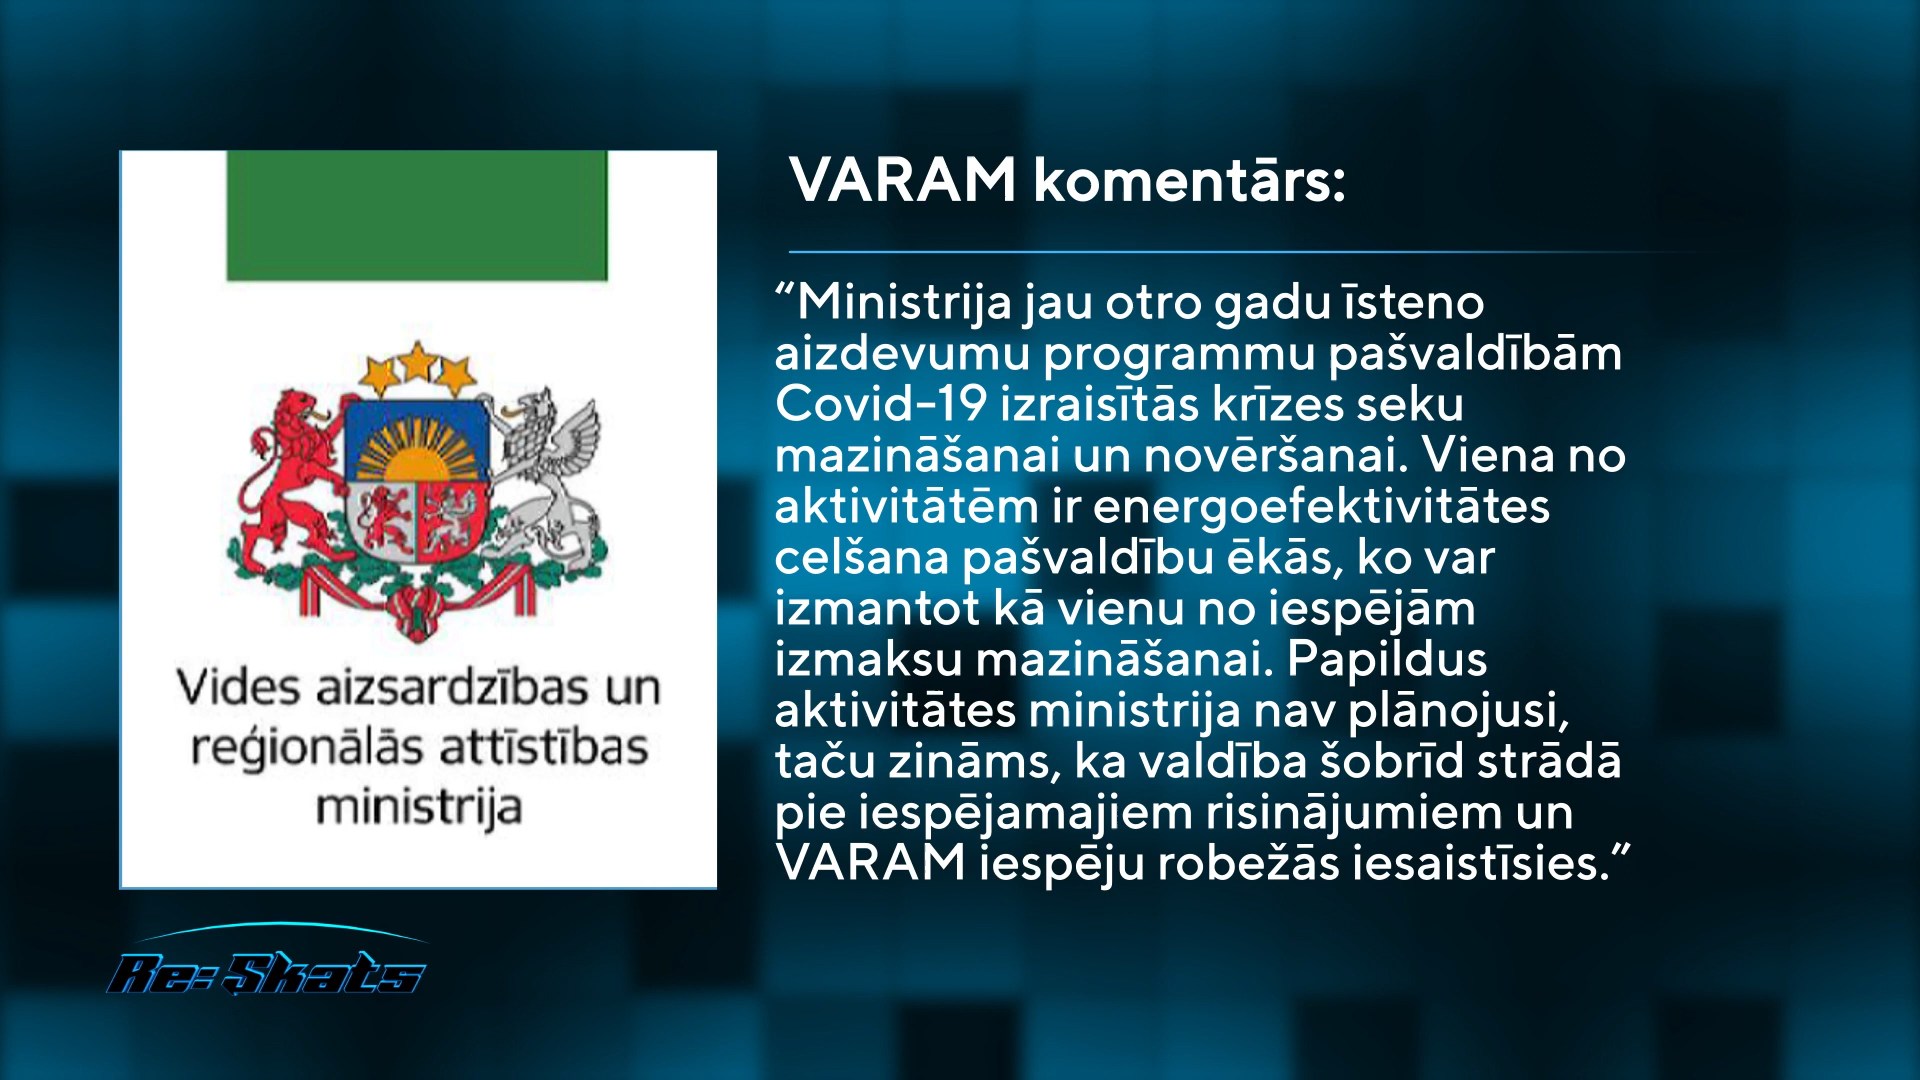 VARAM komentārs:
“Ministrija jau otro gadu īsteno
aizdevumu programmu pašvaldībām
Covid-19 izraisītās krīzes seku
mazināšanai un novēršanai. Viena no
aktivitātēm ir energoefektivitātes
celšana pašvaldību ēkās, ko var
izmantot kā vienu no iespējām
izmaksu mazināšanai. Papildus
aktivitātes ministrija nav plānojusi,
taču zināms, ka valdība šobrīd strādā
pie iespējamajiem risinājumiem un
VARAM iespēju robežās iesaistīsies.”
Vides aizsardzības un
reģionālās attīstības
ministrija
Re:Skats